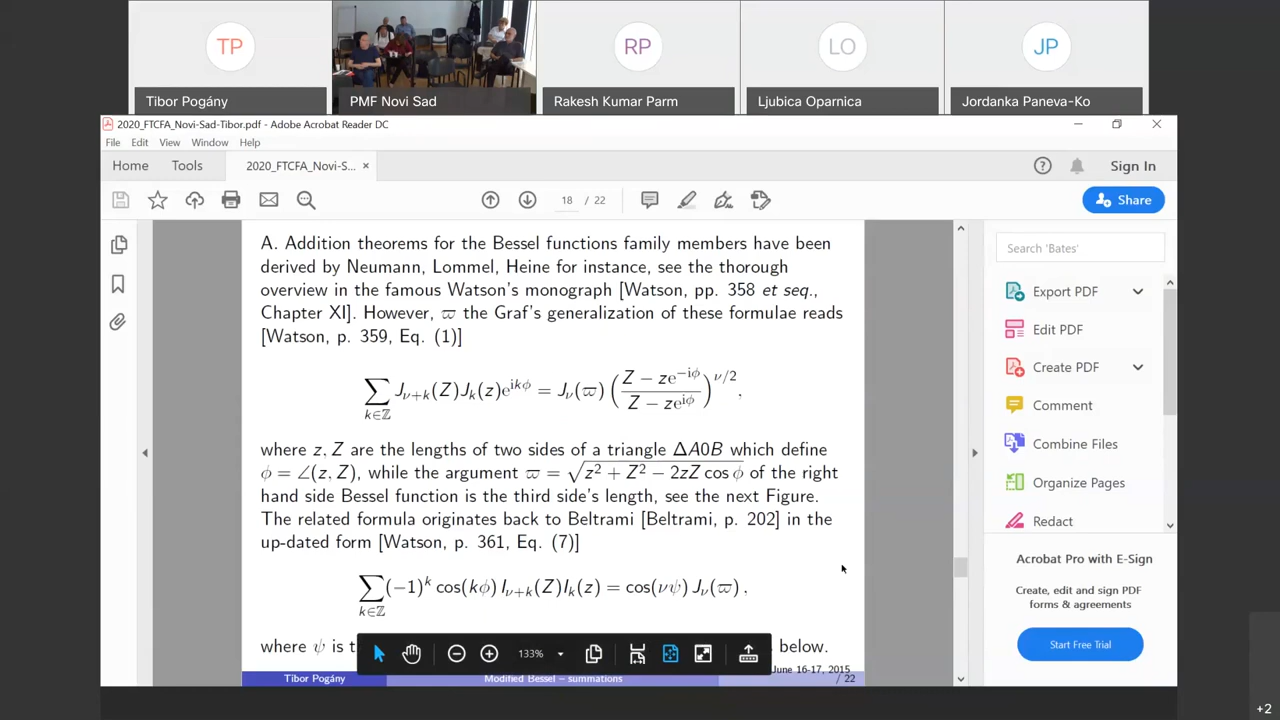 TP
RP
LO
JP
Tibor Pogány
PMF Novi Sad
Rakesh Kumar Parm
Ljubica Oparnica
Jordanka Paneva-Ko
2020_FTCFA_Novi-Sad-Tibor.pdf - Adobe Acrobat Reader DC
File Edit View Window Help
Home Tools 2020_FTCFA_Novi-S... × Sign In
18 / 22 Share
A. Addition theorems for the Bessel functions family members have been
derived by Neumann, Lommel, Heine for instance, see the thorough
overview in the famous Watson's monograph [Watson, pp. 358 et seq.,
Chapter XI]. However, ϖ the Graf's generalization of these formulae reads
[Watson, p. 359, Eq. (1)]
∑_{k∈ℤ} J_{ν+k}(Z)J_k(z)e^{ikφ} = J_ν(ϖ) ((Z − ze^{−iφ})/(Z − ze^{iφ}))^{ν/2},
where z, Z are the lengths of two sides of a triangle ΔA0B which define
φ = ∠(z, Z), while the argument ϖ = √(z² + Z² − 2zZ cos φ) of the right
hand side Bessel function is the third side's length, see the next Figure.
The related formula originates back to Beltrami [Beltrami, p. 202] in the
up-dated form [Watson, p. 361, Eq. (7)]
∑_{k∈ℤ} (−1)^k cos(kφ) I_{ν+k}(Z)I_k(z) = cos(νψ) J_ν(ϖ) ,
where ψ is t below.
133%
June 16-17, 2015
Tibor Pogány Modified Bessel – summations / 22
Search 'Bates'
Export PDF
Edit PDF
Create PDF
Comment
Combine Files
Organize Pages
Redact
Acrobat Pro with E-Sign
Create, edit and sign PDF
forms & agreements
Start Free Trial
+2